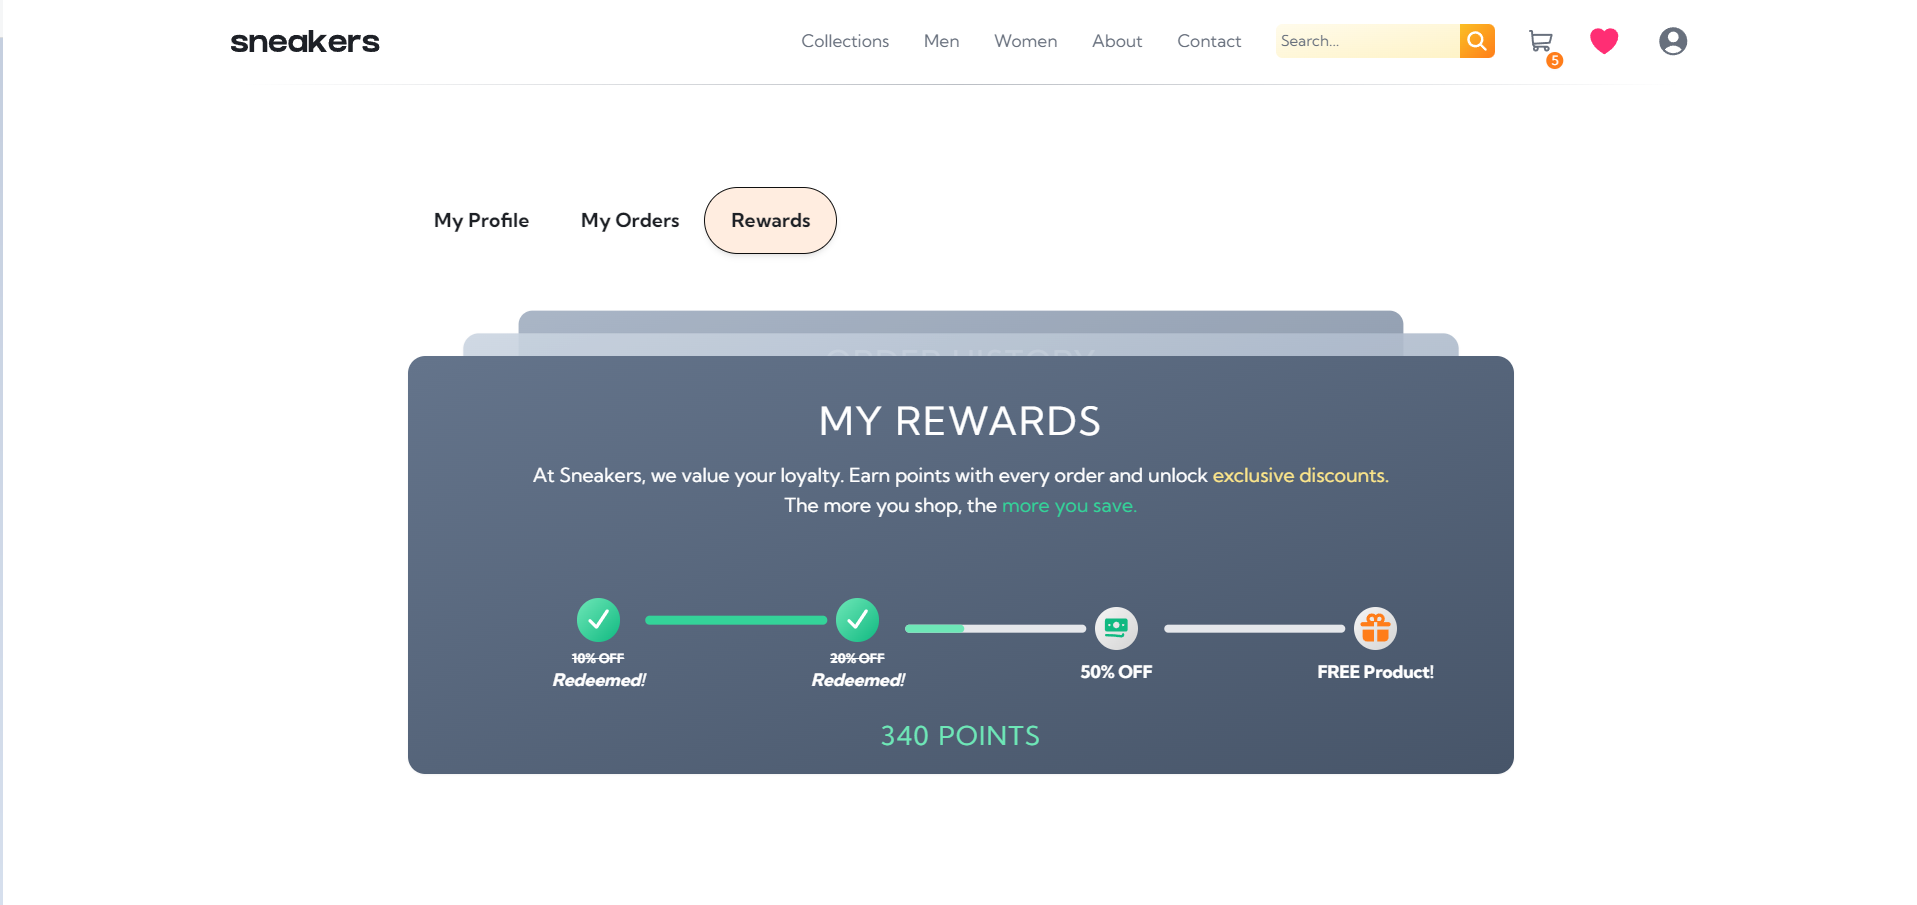 sneakers
Collections Men Women About Contact Search... 5
My Profile My Orders Rewards
ORDER HISTORY
MY REWARDS
At Sneakers, we value your loyalty. Earn points with every order and unlock exclusive discounts.
The more you shop, the more you save.
10% OFF 20% OFF 50% OFF FREE Product!
Redeemed! Redeemed!
340 POINTS